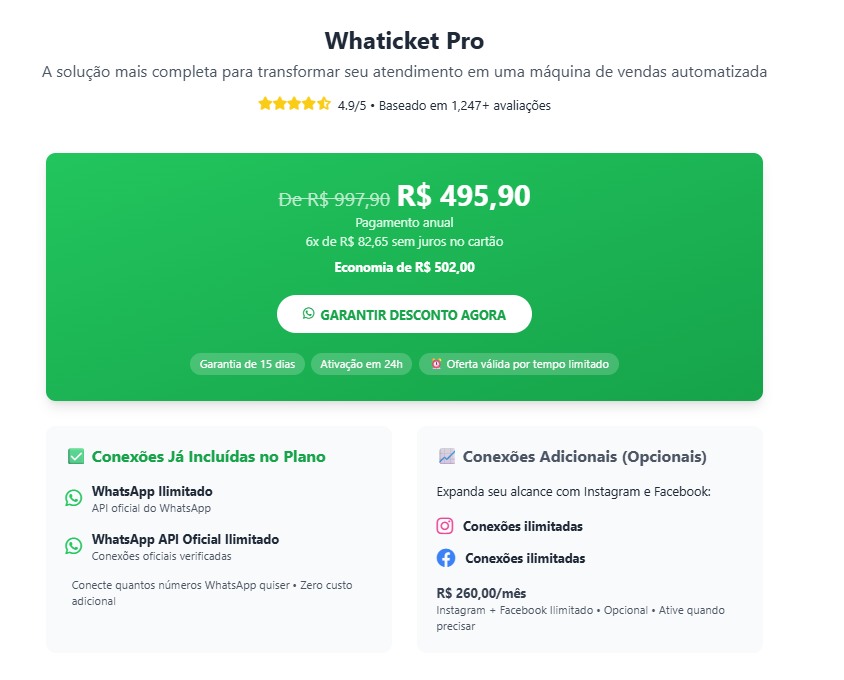 Whaticket Pro
A solução mais completa para transformar seu atendimento em uma máquina de vendas automatizada
4.9/5 • Baseado em 1,247+ avaliações
De R$ 997,90 R$ 495,90
Pagamento anual
6x de R$ 82,65 sem juros no cartão
Economia de R$ 502,00
GARANTIR DESCONTO AGORA
Garantia de 15 dias
Ativação em 24h
Oferta válida por tempo limitado
Conexões Já Incluídas no Plano
WhatsApp Ilimitado
API oficial do WhatsApp
WhatsApp API Oficial Ilimitado
Conexões oficiais verificadas
Conecte quantos números WhatsApp quiser • Zero custo
adicional
Conexões Adicionais (Opcionais)
Expanda seu alcance com Instagram e Facebook:
Conexões ilimitadas
Conexões ilimitadas
R$ 260,00/mês
Instagram + Facebook Ilimitado • Opcional • Ative quando
precisar